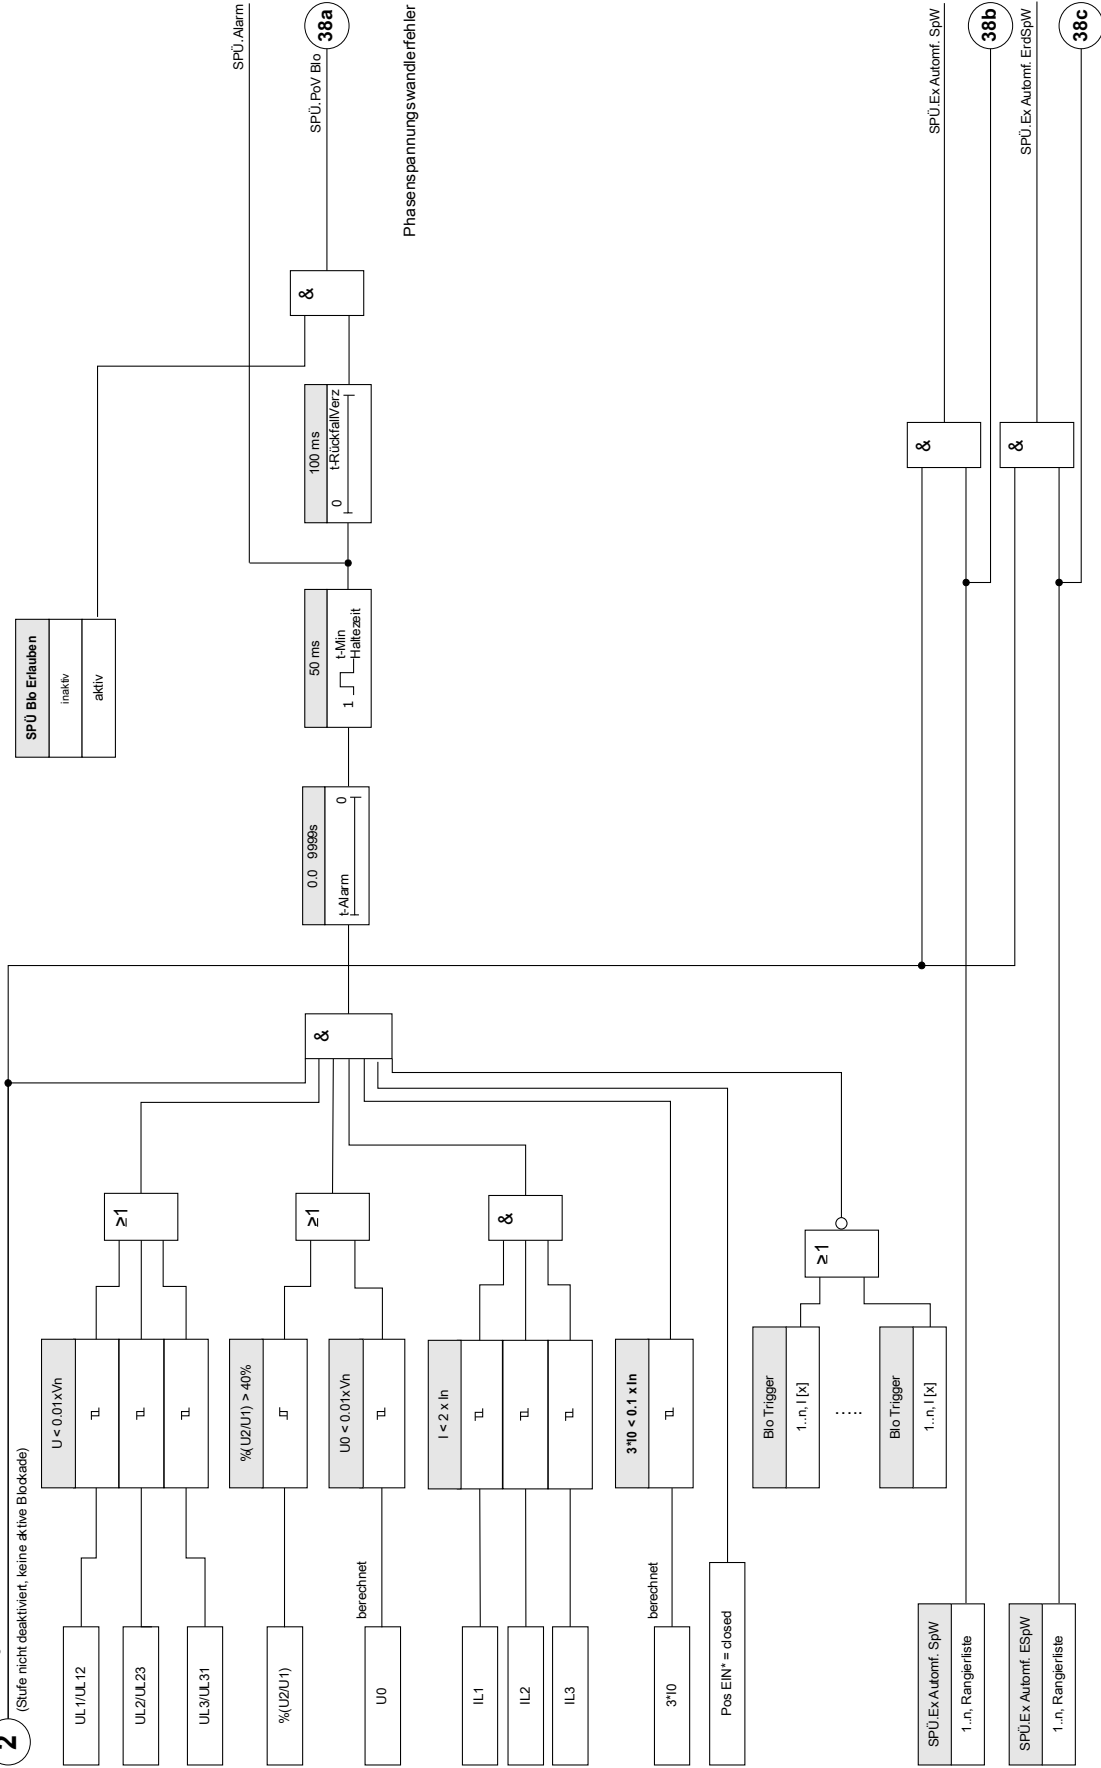 2
(Stufe nicht deaktiviert, keine aktive Blockade)
UL1/UL12
UL2/UL23
UL3/UL31
U < 0.01xVn
≥1
%(U2/U1)
%(U2/U1) > 40%
U0
berechnet
U0 < 0.01xVn
≥1
IL1
IL2
IL3
I < 2 x In
&
3*I0
berechnet
3*I0 < 0.1 x In
Pos EIN* = closed
Blo Trigger
1..n, I [x]
.....
Blo Trigger
1..n, I [x]
≥1
&
0.0 9999s
t-Alarm
0
50 ms
1
t-Min
Haltezeit
100 ms
0
t-RückfallVerz
SPÜ Blo Erlauben
inaktiv
aktiv
&
SPÜ.Alarm
SPÜ.PoV Blo
38a
Phasenspannungswandlerfehler
SPÜ.Ex Automf. SpW
1..n, Rangierliste
&
SPÜ.Ex Automf. SpW
38b
SPÜ.Ex Automf. ESpW
1..n, Rangierliste
&
SPÜ.Ex Automf. ErdSpW
38c